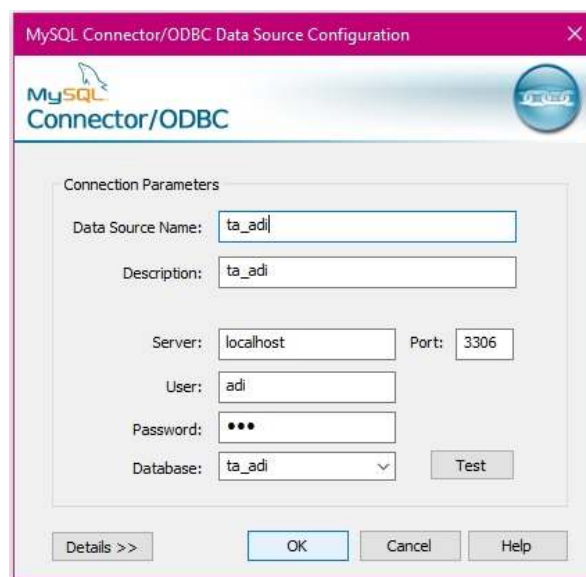 MySQL Connector/ODBC Data Source Configuration
MySQL
Connector/ODBC
Connection Parameters
Data Source Name: ta_adi
Description: ta_adi
Server: localhost Port: 3306
User: adi
Password: •••
Database: ta_adi Test
Details >> OK Cancel Help